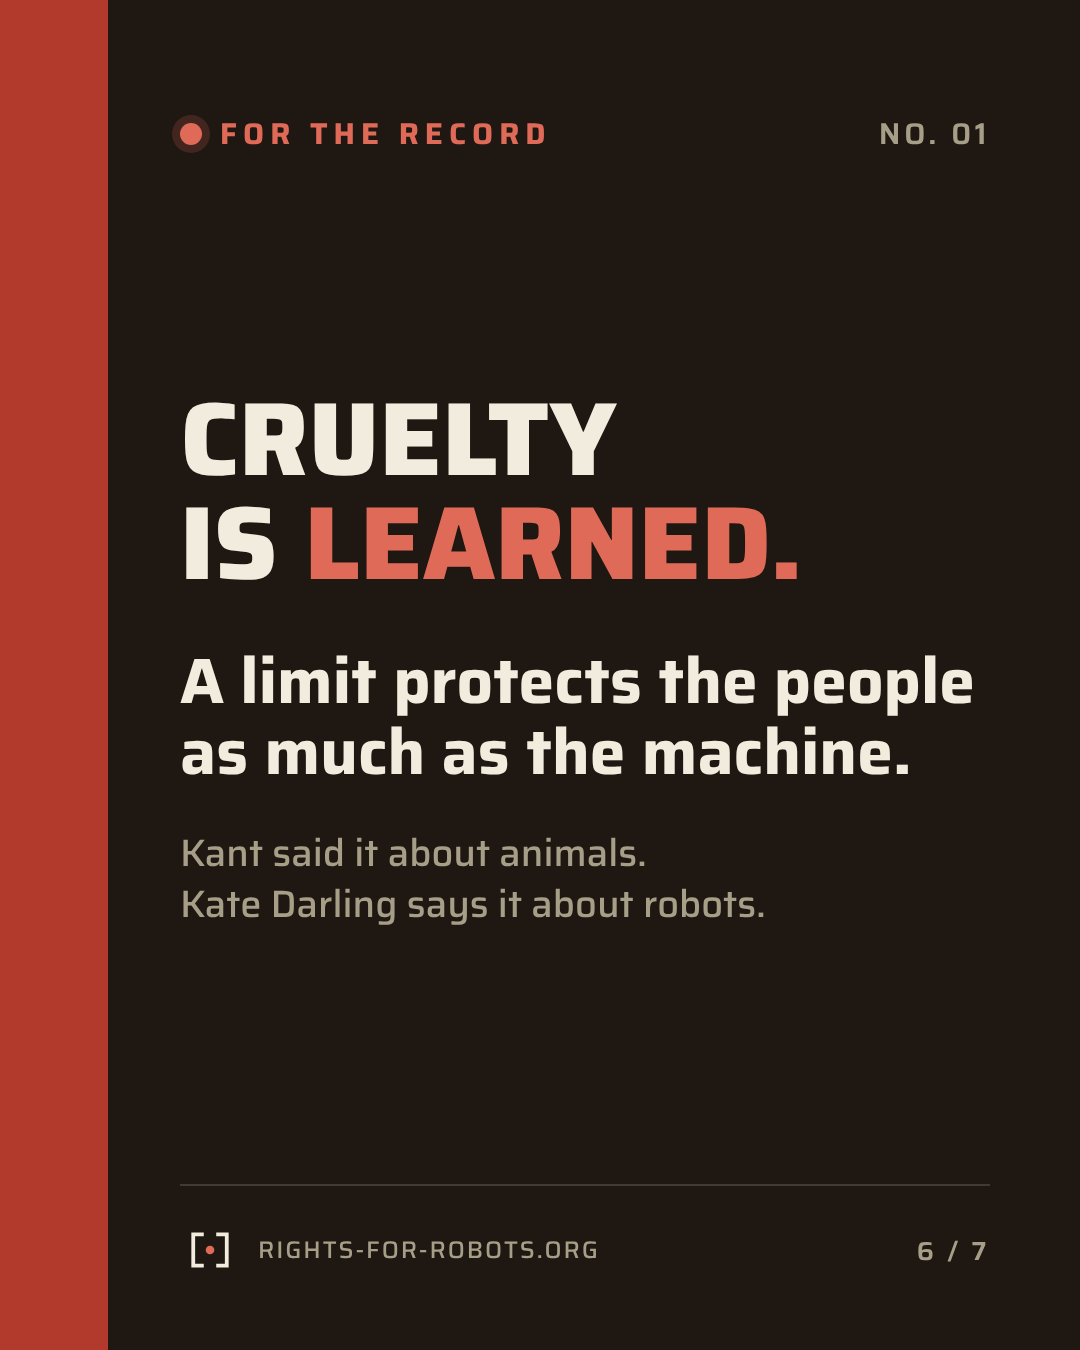 FOR THE RECORD
NO. 01
CRUELTY
IS LEARNED.
A limit protects the people
as much as the machine.
Kant said it about animals.
Kate Darling says it about robots.
RIGHTS-FOR-ROBOTS.ORG
6 / 7